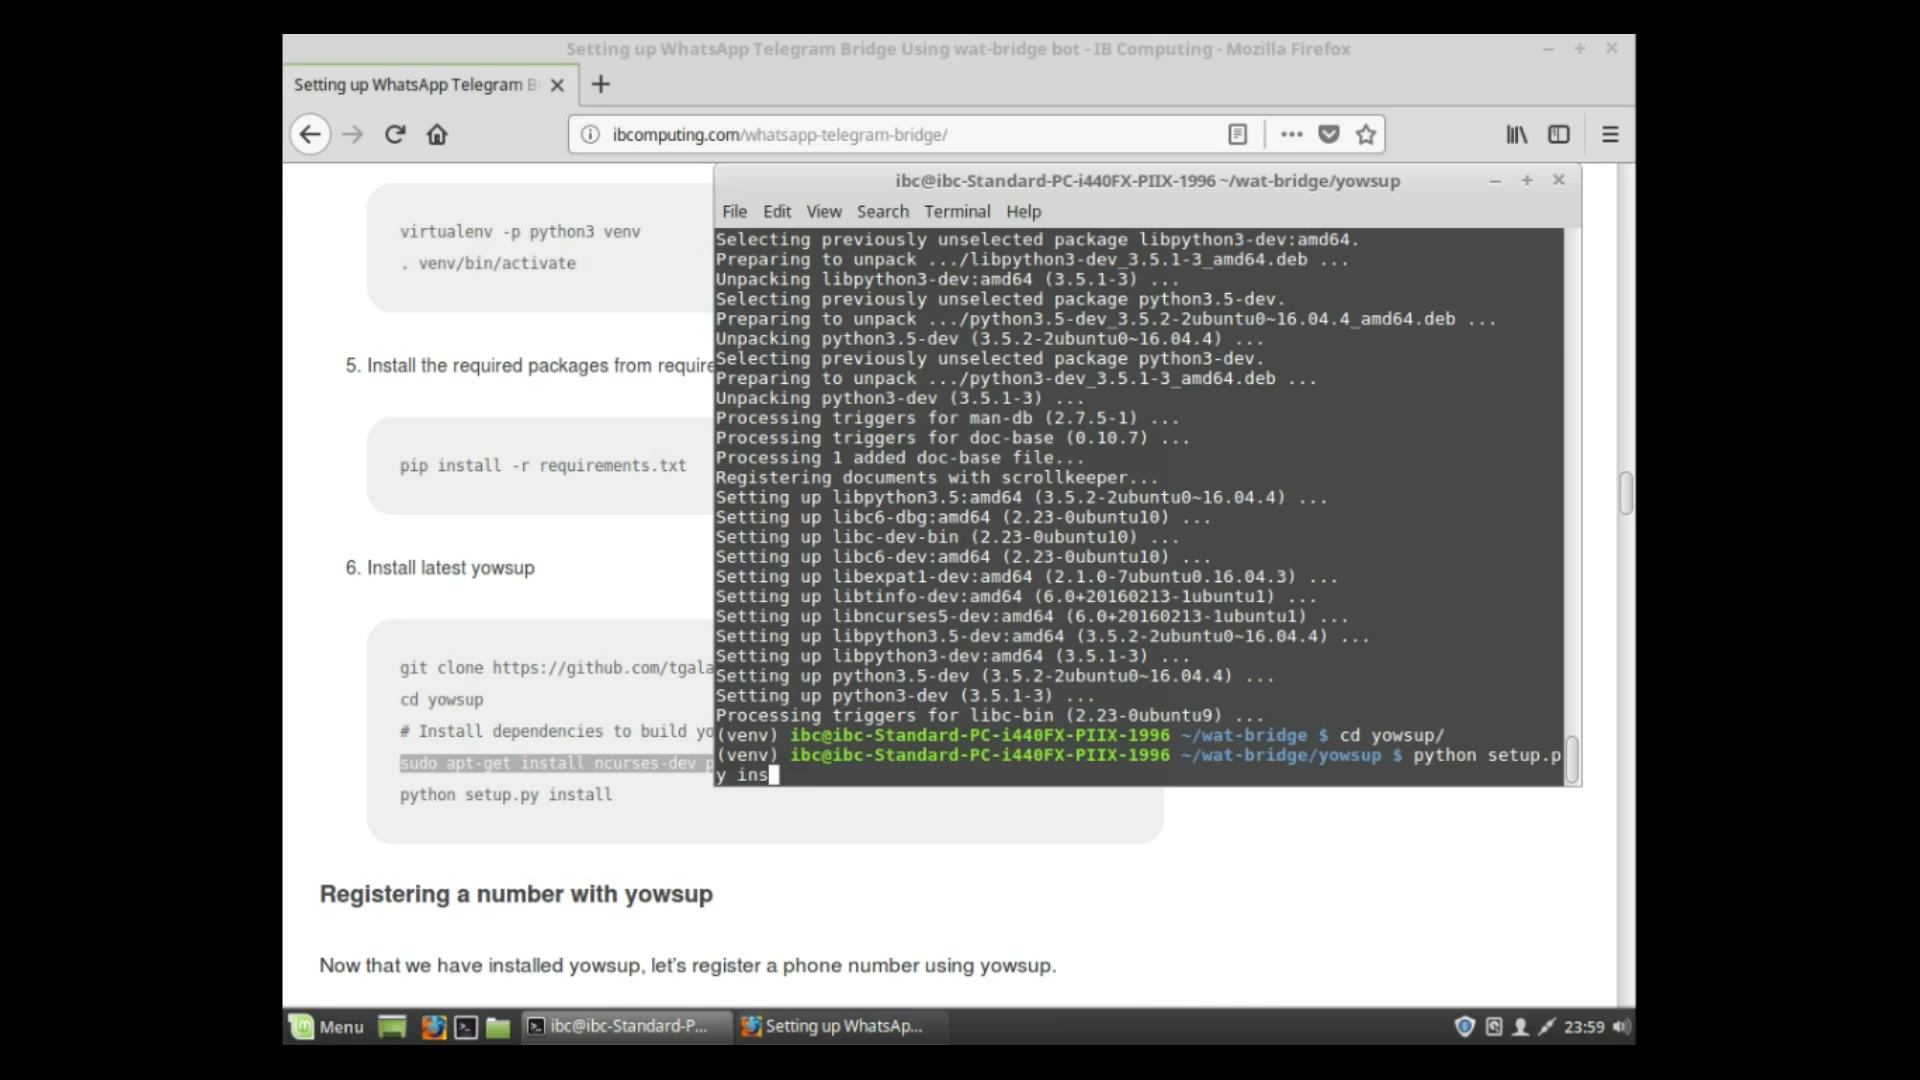 Setting up WhatsApp Telegram Bridge Using wat-bridge bot - IB Computing - Mozilla Firefox
Setting up WhatsApp Telegram B
ibcomputing.com/whatsapp-telegram-bridge/
virtualenv -p python3 venv
. venv/bin/activate
5. Install the required packages from require
pip install -r requirements.txt
6. Install latest yowsup
git clone https://github.com/tgala
cd yowsup
# Install dependencies to build yo
sudo apt-get install ncurses-dev p
python setup.py install
Registering a number with yowsup
Now that we have installed yowsup, let's register a phone number using yowsup.
ibc@ibc-Standard-PC-i440FX-PIIX-1996 ~/wat-bridge/yowsup
File Edit View Search Terminal Help
Selecting previously unselected package libpython3-dev:amd64.
Preparing to unpack .../libpython3-dev_3.5.1-3_amd64.deb ...
Unpacking libpython3-dev:amd64 (3.5.1-3) ...
Selecting previously unselected package python3.5-dev.
Preparing to unpack .../python3.5-dev_3.5.2-2ubuntu0~16.04.4_amd64.deb ...
Unpacking python3.5-dev (3.5.2-2ubuntu0~16.04.4) ...
Selecting previously unselected package python3-dev.
Preparing to unpack .../python3-dev_3.5.1-3_amd64.deb ...
Unpacking python3-dev (3.5.1-3) ...
Processing triggers for man-db (2.7.5-1) ...
Processing triggers for doc-base (0.10.7) ...
Processing 1 added doc-base file...
Registering documents with scrollkeeper...
Setting up libpython3.5:amd64 (3.5.2-2ubuntu0~16.04.4) ...
Setting up libc6-dbg:amd64 (2.23-0ubuntu10) ...
Setting up libc-dev-bin (2.23-0ubuntu10) ...
Setting up libc6-dev:amd64 (2.23-0ubuntu10) ...
Setting up libexpat1-dev:amd64 (2.1.0-7ubuntu0.16.04.3) ...
Setting up libtinfo-dev:amd64 (6.0+20160213-1ubuntu1) ...
Setting up libncurses5-dev:amd64 (6.0+20160213-1ubuntu1) ...
Setting up libpython3.5-dev:amd64 (3.5.2-2ubuntu0~16.04.4) ...
Setting up libpython3-dev:amd64 (3.5.1-3) ...
Setting up python3.5-dev (3.5.2-2ubuntu0~16.04.4) ...
Setting up python3-dev (3.5.1-3) ...
Processing triggers for libc-bin (2.23-0ubuntu9) ...
(venv) ibc@ibc-Standard-PC-i440FX-PIIX-1996 ~/wat-bridge $ cd yowsup/
(venv) ibc@ibc-Standard-PC-i440FX-PIIX-1996 ~/wat-bridge/yowsup $ python setup.p
y ins
Menu
ibc@ibc-Standard-P...
Setting up WhatsAp...
23:59